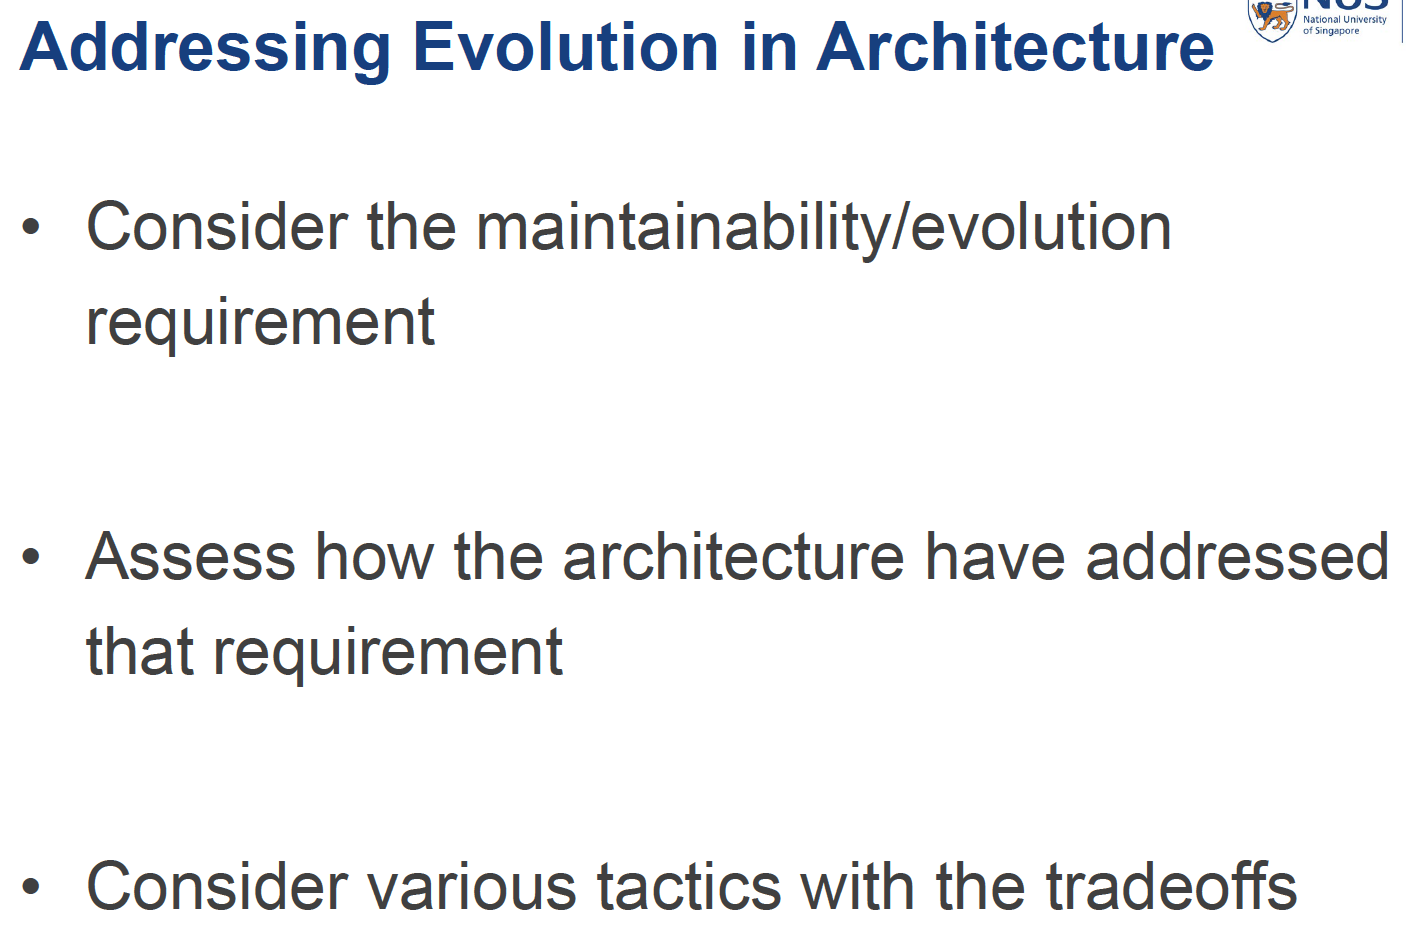 Addressing Evolution in Architecture
NUS
National University
of Singapore
• Consider the maintainability/evolution
requirement
• Assess how the architecture have addressed
that requirement
• Consider various tactics with the tradeoffs